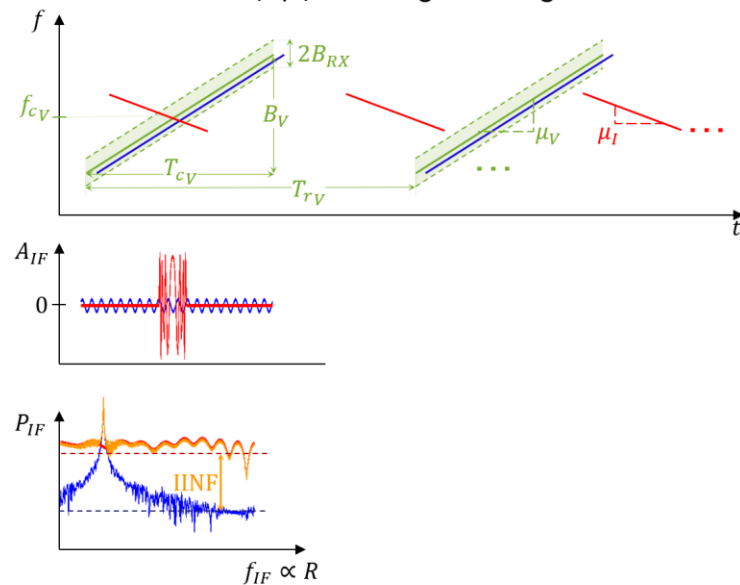 f
2B_RX
f_cV
B_V
μ_V
μ_I
...
T_cV
...
T_rV
t
A_IF
0
P_IF
IINF
f_IF ∝ R